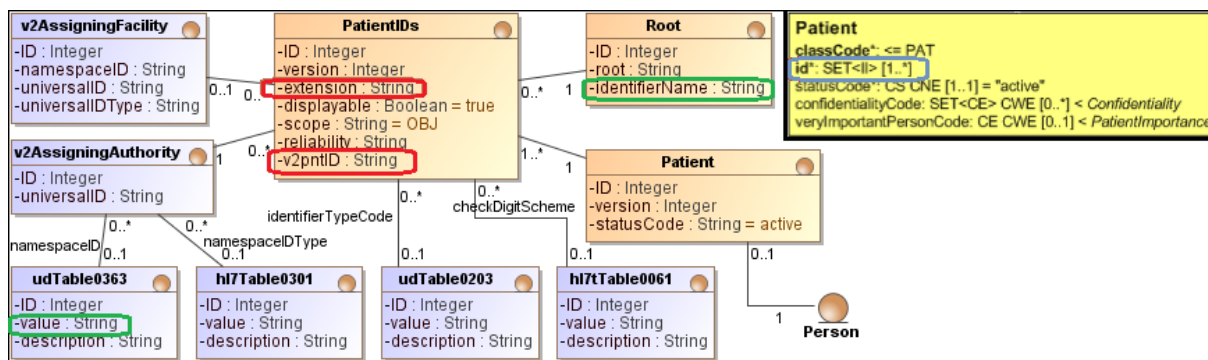 v2AssigningFacility
-ID : Integer
-namespaceID : String
-universalID : String
-universalIDType : String
0..1
0..*
PatientIDs
-ID : Integer
-version : Integer
-extension : String
-displayable : Boolean = true
-scope : String = OBJ
-reliability : String
-v2pntID : String
0..*
1
Root
-ID : Integer
-root : String
-identifierName : String
Patient
classCode*: <= PAT
id*: SET<II> [1..*]
statusCode*: CS CNE [1..1] = "active"
confidentialityCode: SET<CE> CWE [0..*] < Confidentiality
veryImportantPersonCode: CE CWE [0..1] < PatientImportance
v2AssigningAuthority
-ID : Integer
-universalID : String
1
0..*
1..*
1
Patient
-ID : Integer
-version : Integer
-statusCode : String = active
0..*
0..*
identifierTypeCode
checkDigitScheme
0..*
0..*
namespaceID
namespaceIDType
0..1
0..1
0..1
0..1
1
udTable0363
-ID : Integer
-value : String
-description : String
hl7Table0301
-ID : Integer
-value : String
-description : String
udTable0203
-ID : Integer
-value : String
-description : String
hl7tTable0061
-ID : Integer
-value : String
-description : String
1
Person